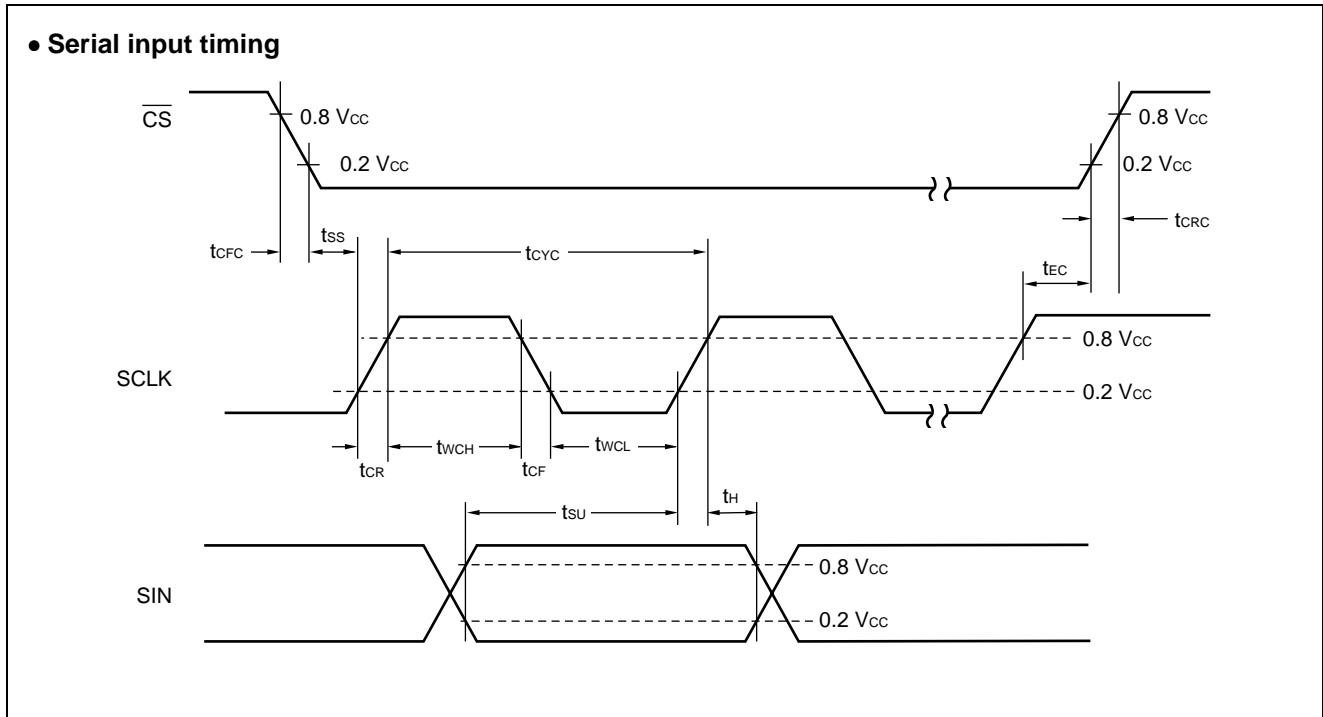 • Serial input timing
CS
0.8 VCC
0.2 VCC
0.8 VCC
0.2 VCC
tCFC
tSS
tCYC
tCRC
tEC
SCLK
0.8 VCC
0.2 VCC
tCR
tWCH
tCF
tWCL
tSU
tH
SIN
0.8 VCC
0.2 VCC